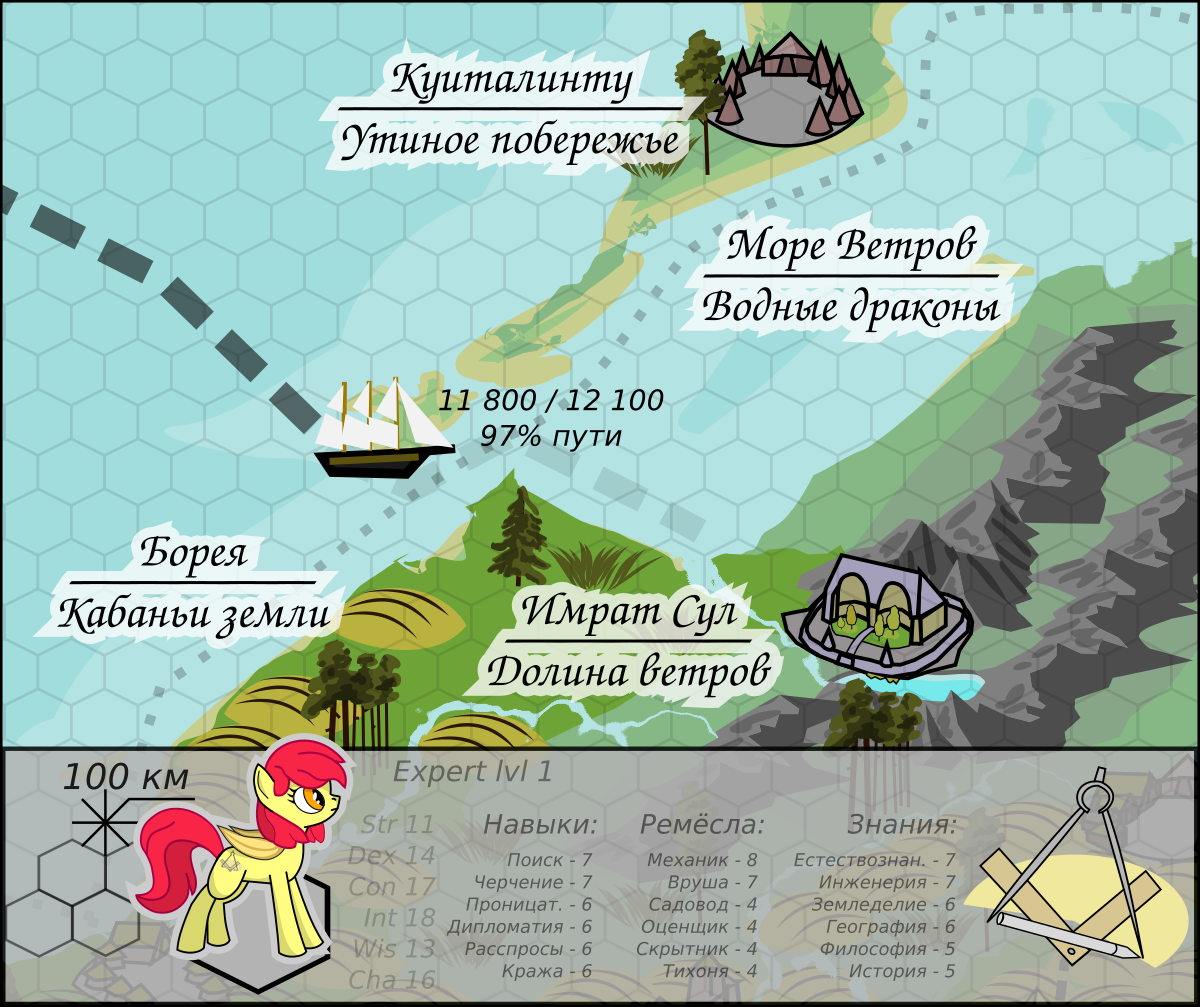 Куиталинту
Утиное побережье
Море Ветров
Водные драконы
11 800 / 12 100
97% пути
Борея
Кабаньи земли
Имрат Сул
Долина ветров
100 км
Expert lvl 1
Str 11
Dex 14
Con 17
Int 18
Wis 13
Cha 16
Навыки:
Поиск - 7
Черчение - 7
Проницат. - 6
Дипломатия - 6
Расспросы - 6
Кража - 6
Ремёсла:
Механик - 8
Вруша - 7
Садовод - 4
Оценщик - 4
Скрытник - 4
Тихоня - 4
Знания:
Естествознан. - 7
Инженерия - 7
Земледелие - 6
География - 6
Философия - 5
История - 5